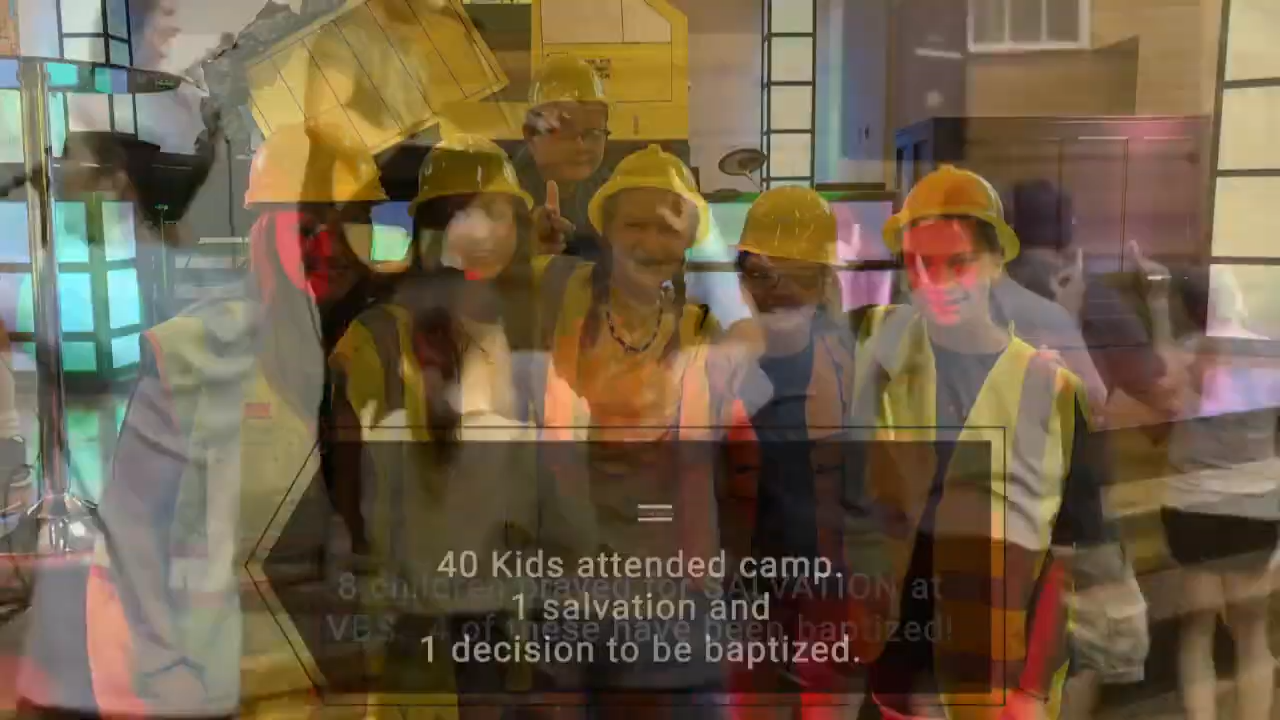 40 Kids attended camp.
8 children prayed for SALVATION at
1 salvation and
VBS. 4 of these have been baptized!
1 decision to be baptized.